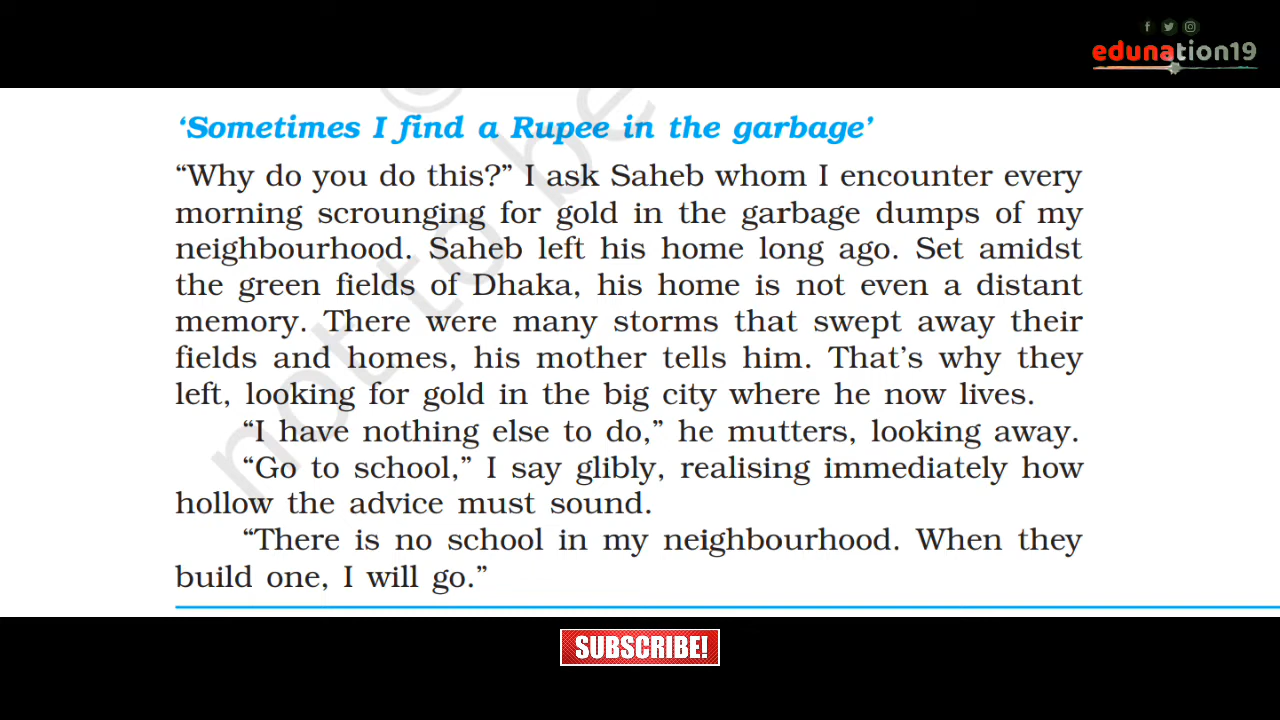 edunation19
‘Sometimes I find a Rupee in the garbage’
“Why do you do this?” I ask Saheb whom I encounter every
morning scrounging for gold in the garbage dumps of my
neighbourhood. Saheb left his home long ago. Set amidst
the green fields of Dhaka, his home is not even a distant
memory. There were many storms that swept away their
fields and homes, his mother tells him. That’s why they
left, looking for gold in the big city where he now lives.
“I have nothing else to do,” he mutters, looking away.
“Go to school,” I say glibly, realising immediately how
hollow the advice must sound.
“There is no school in my neighbourhood. When they
build one, I will go.”
not to be
SUBSCRIBE!